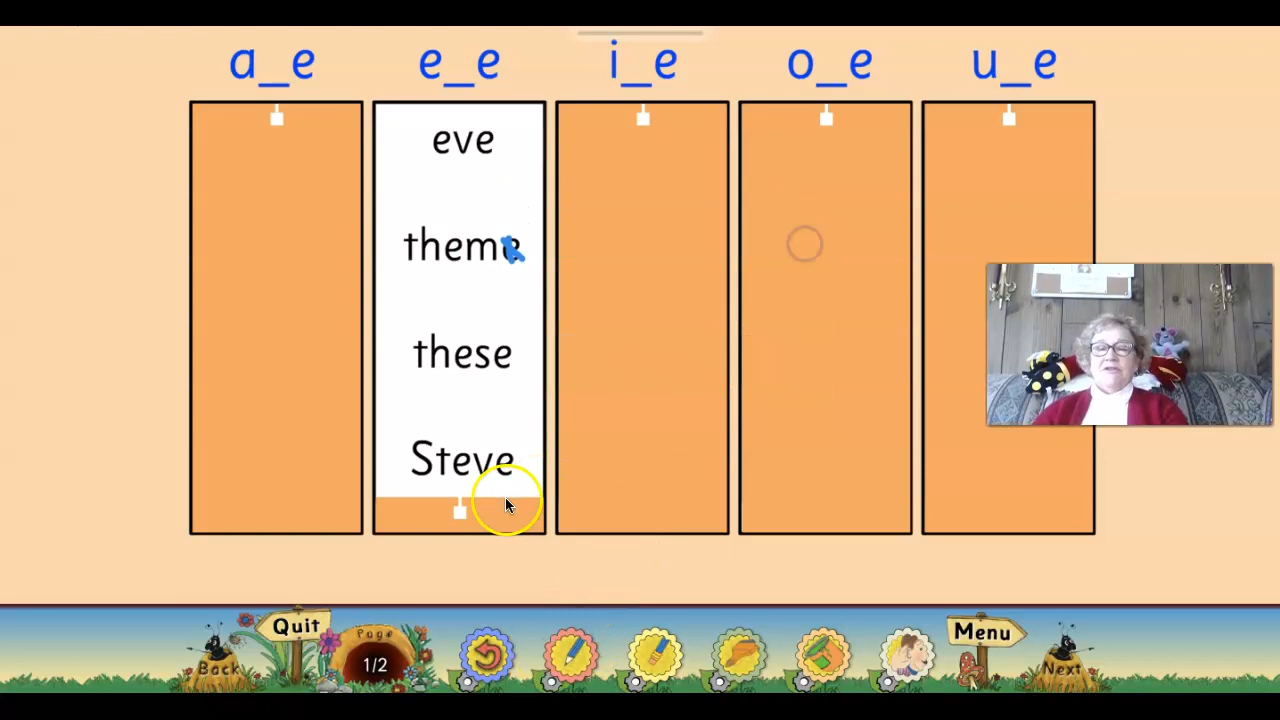 a_e e_e i_e o_e u_e
eve
theme
these
Steve
Quit
Page
1/2
Back
Menu
Next